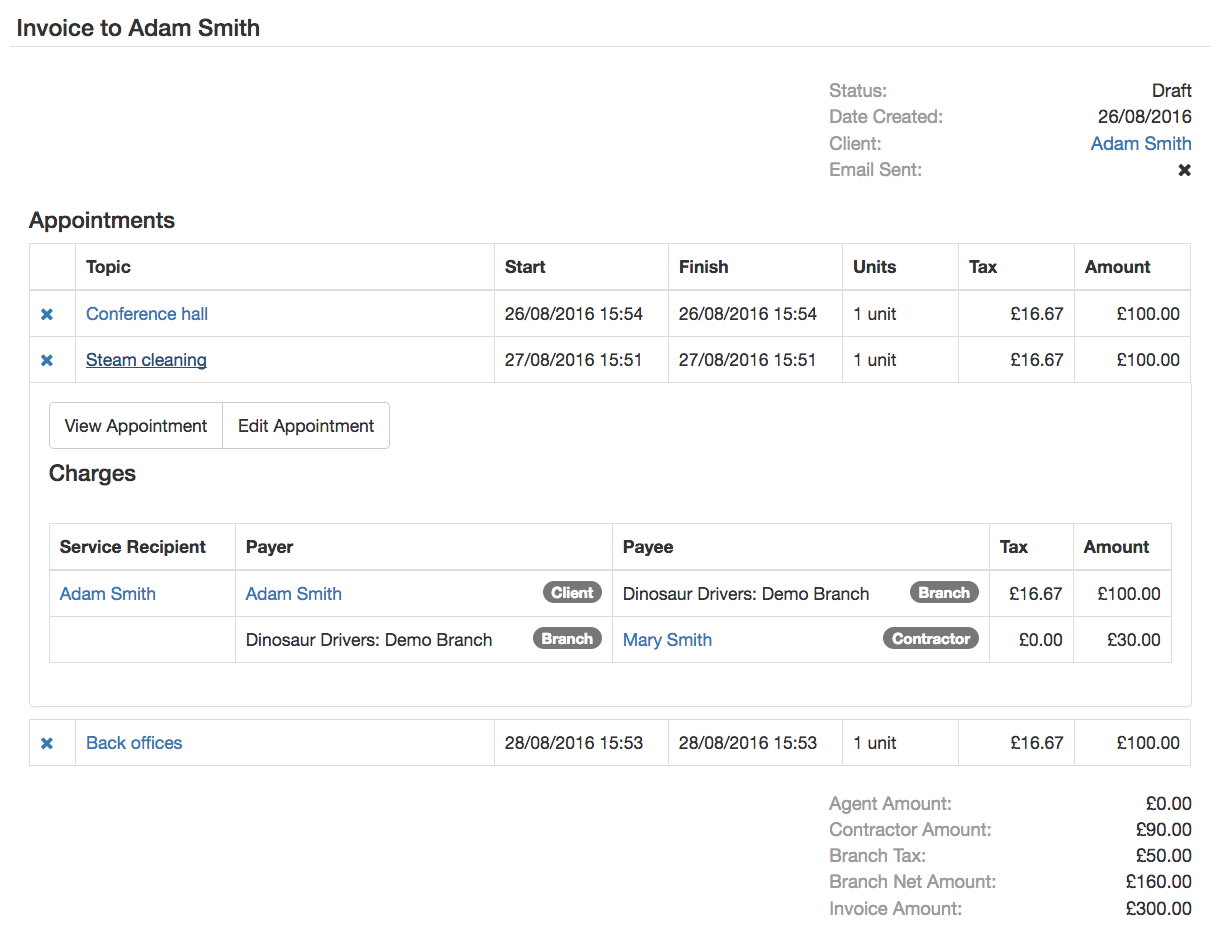 Invoice to Adam Smith
Status: Draft
Date Created: 26/08/2016
Client: Adam Smith
Email Sent: ✖
Appointments
Topic Start Finish Units Tax Amount
✖ Conference hall 26/08/2016 15:54 26/08/2016 15:54 1 unit £16.67 £100.00
✖ Steam cleaning 27/08/2016 15:51 27/08/2016 15:51 1 unit £16.67 £100.00
View Appointment Edit Appointment
Charges
Service Recipient Payer Payee Tax Amount
Adam Smith Adam Smith Client Dinosaur Drivers: Demo Branch Branch £16.67 £100.00
Dinosaur Drivers: Demo Branch Branch Mary Smith Contractor £0.00 £30.00
✖ Back offices 28/08/2016 15:53 28/08/2016 15:53 1 unit £16.67 £100.00
Agent Amount: £0.00
Contractor Amount: £90.00
Branch Tax: £50.00
Branch Net Amount: £160.00
Invoice Amount: £300.00